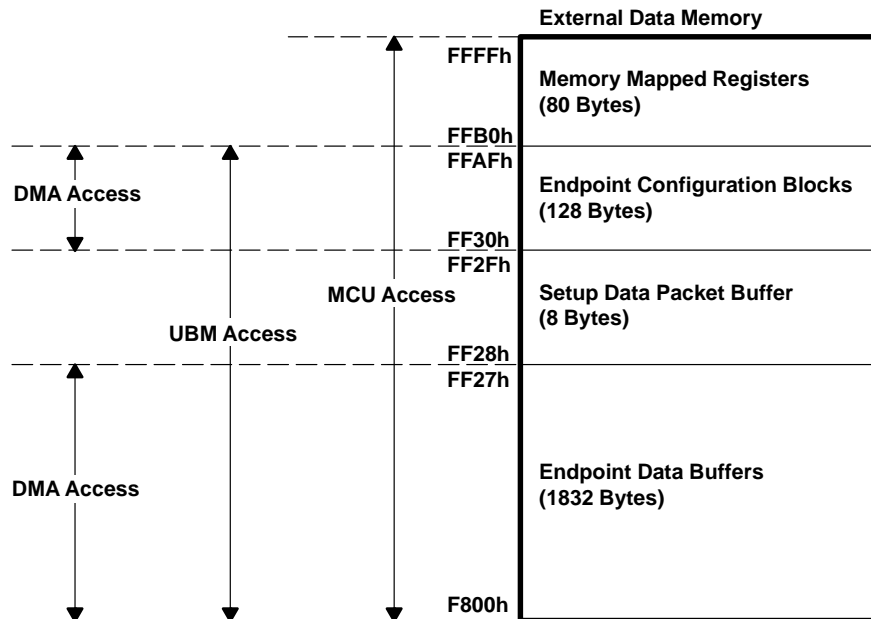 External Data Memory
FFFFh
Memory Mapped Registers
(80 Bytes)
FFB0h
FFAFh
DMA Access
Endpoint Configuration Blocks
(128 Bytes)
FF30h
FF2Fh
MCU Access
Setup Data Packet Buffer
(8 Bytes)
UBM Access
FF28h
FF27h
DMA Access
Endpoint Data Buffers
(1832 Bytes)
F800h